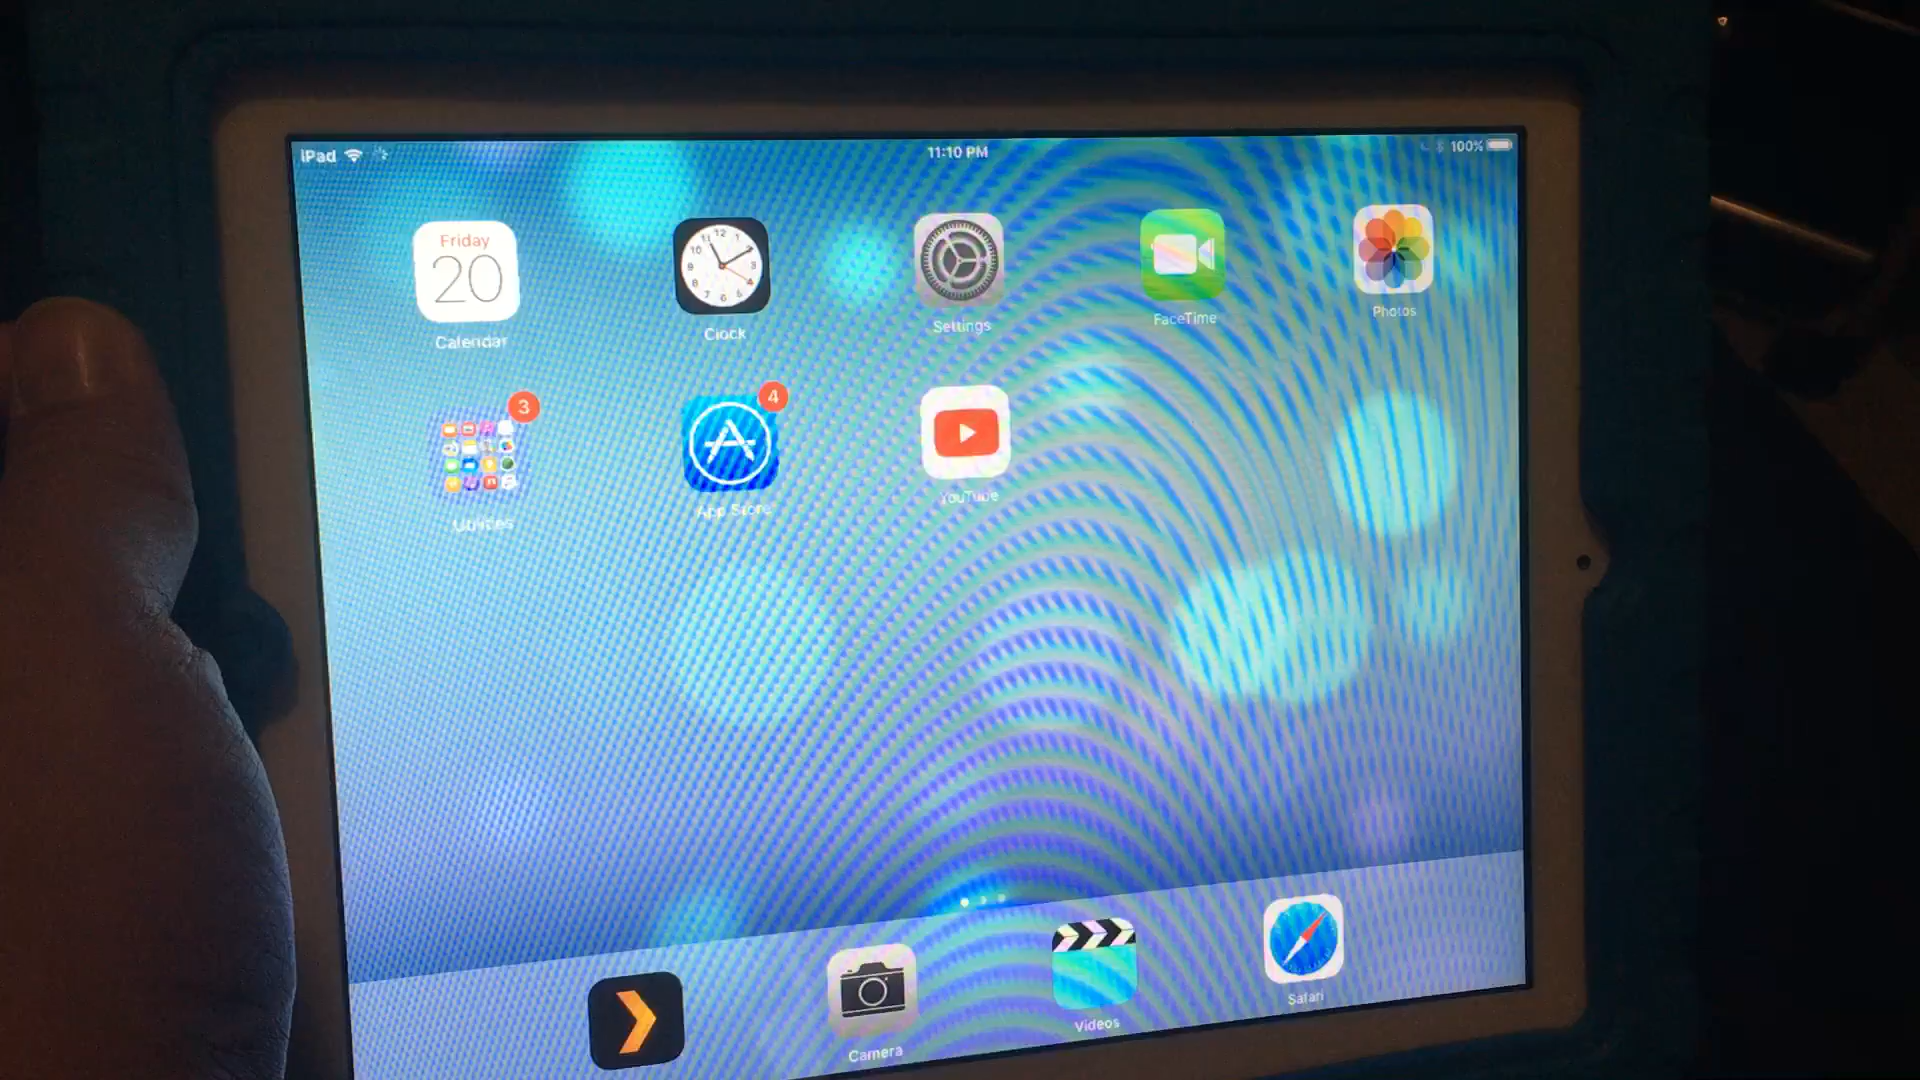 iPad 11:10 PM 100%
Friday
20
Calendar
Clock
Settings
FaceTime
Photos
3
4
Utilities
App Store
YouTube
Camera
Videos
Safari